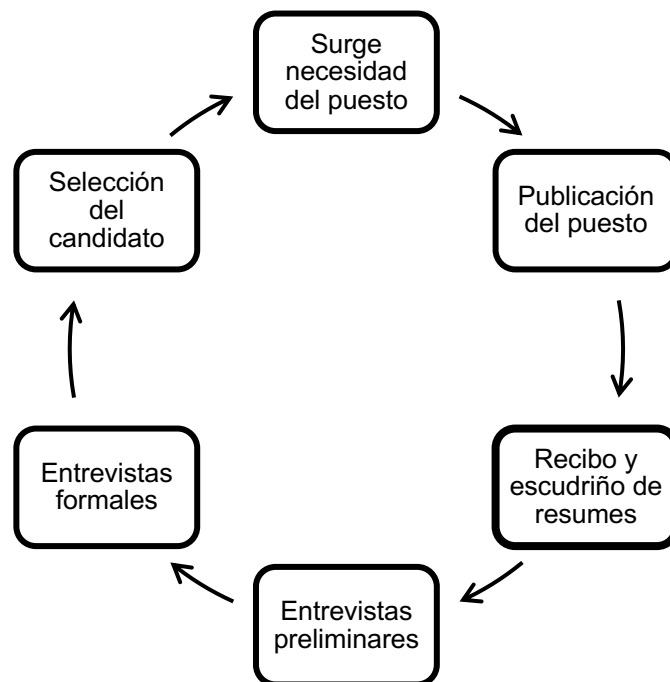 Surge
necesidad
del puesto
Publicación
del puesto
Recibo y
escudriño de
resumes
Entrevistas
preliminares
Entrevistas
formales
Selección
del
candidato